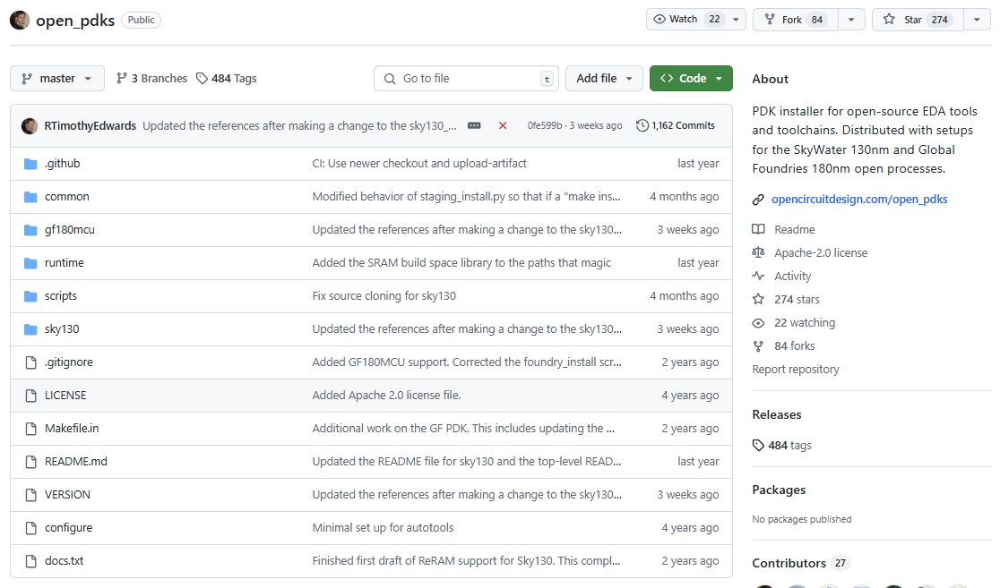 open_pdks Public Watch 22 Fork 84 Star 274
master 3 Branches 484 Tags Go to file t Add file Code
RTimothyEdwards Updated the references after making a change to the sky130_... 0fe599b · 3 weeks ago 1,162 Commits
.github CI: Use newer checkout and upload-artifact last year
common Modified behavior of staging_install.py so that if a "make ins... 4 months ago
gf180mcu Updated the references after making a change to the sky130... 3 weeks ago
runtime Added the SRAM build space library to the paths that magic last year
scripts Fix source cloning for sky130 4 months ago
sky130 Updated the references after making a change to the sky130... 3 weeks ago
.gitignore Added GF180MCU support. Corrected the foundry_install scr... 2 years ago
LICENSE Added Apache 2.0 license file. 4 years ago
Makefile.in Additional work on the GF PDK. This includes updating the ... 2 years ago
README.md Updated the README file for sky130 and the top-level READ... last year
VERSION Updated the references after making a change to the sky130... 3 weeks ago
configure Minimal set up for autotools 4 years ago
docs.txt Finished first draft of ReRAM support for Sky130. This compl... 2 years ago
About
PDK installer for open-source EDA tools
and toolchains. Distributed with setups
for the SkyWater 130nm and Global
Foundries 180nm open processes.
opencircuitdesign.com/open_pdks
Readme
Apache-2.0 license
Activity
274 stars
22 watching
84 forks
Report repository
Releases
484 tags
Packages
No packages published
Contributors 27